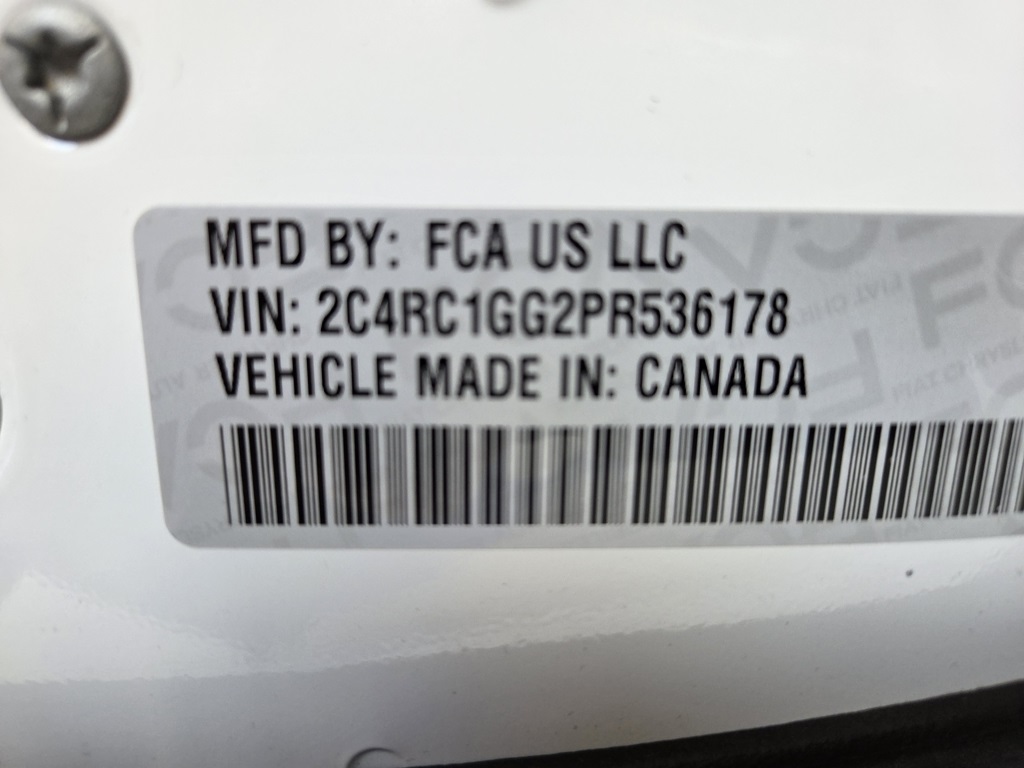 MFD BY: FCA US LLC
VIN: 2C4RC1GG2PR536178
VEHICLE MADE IN: CANADA